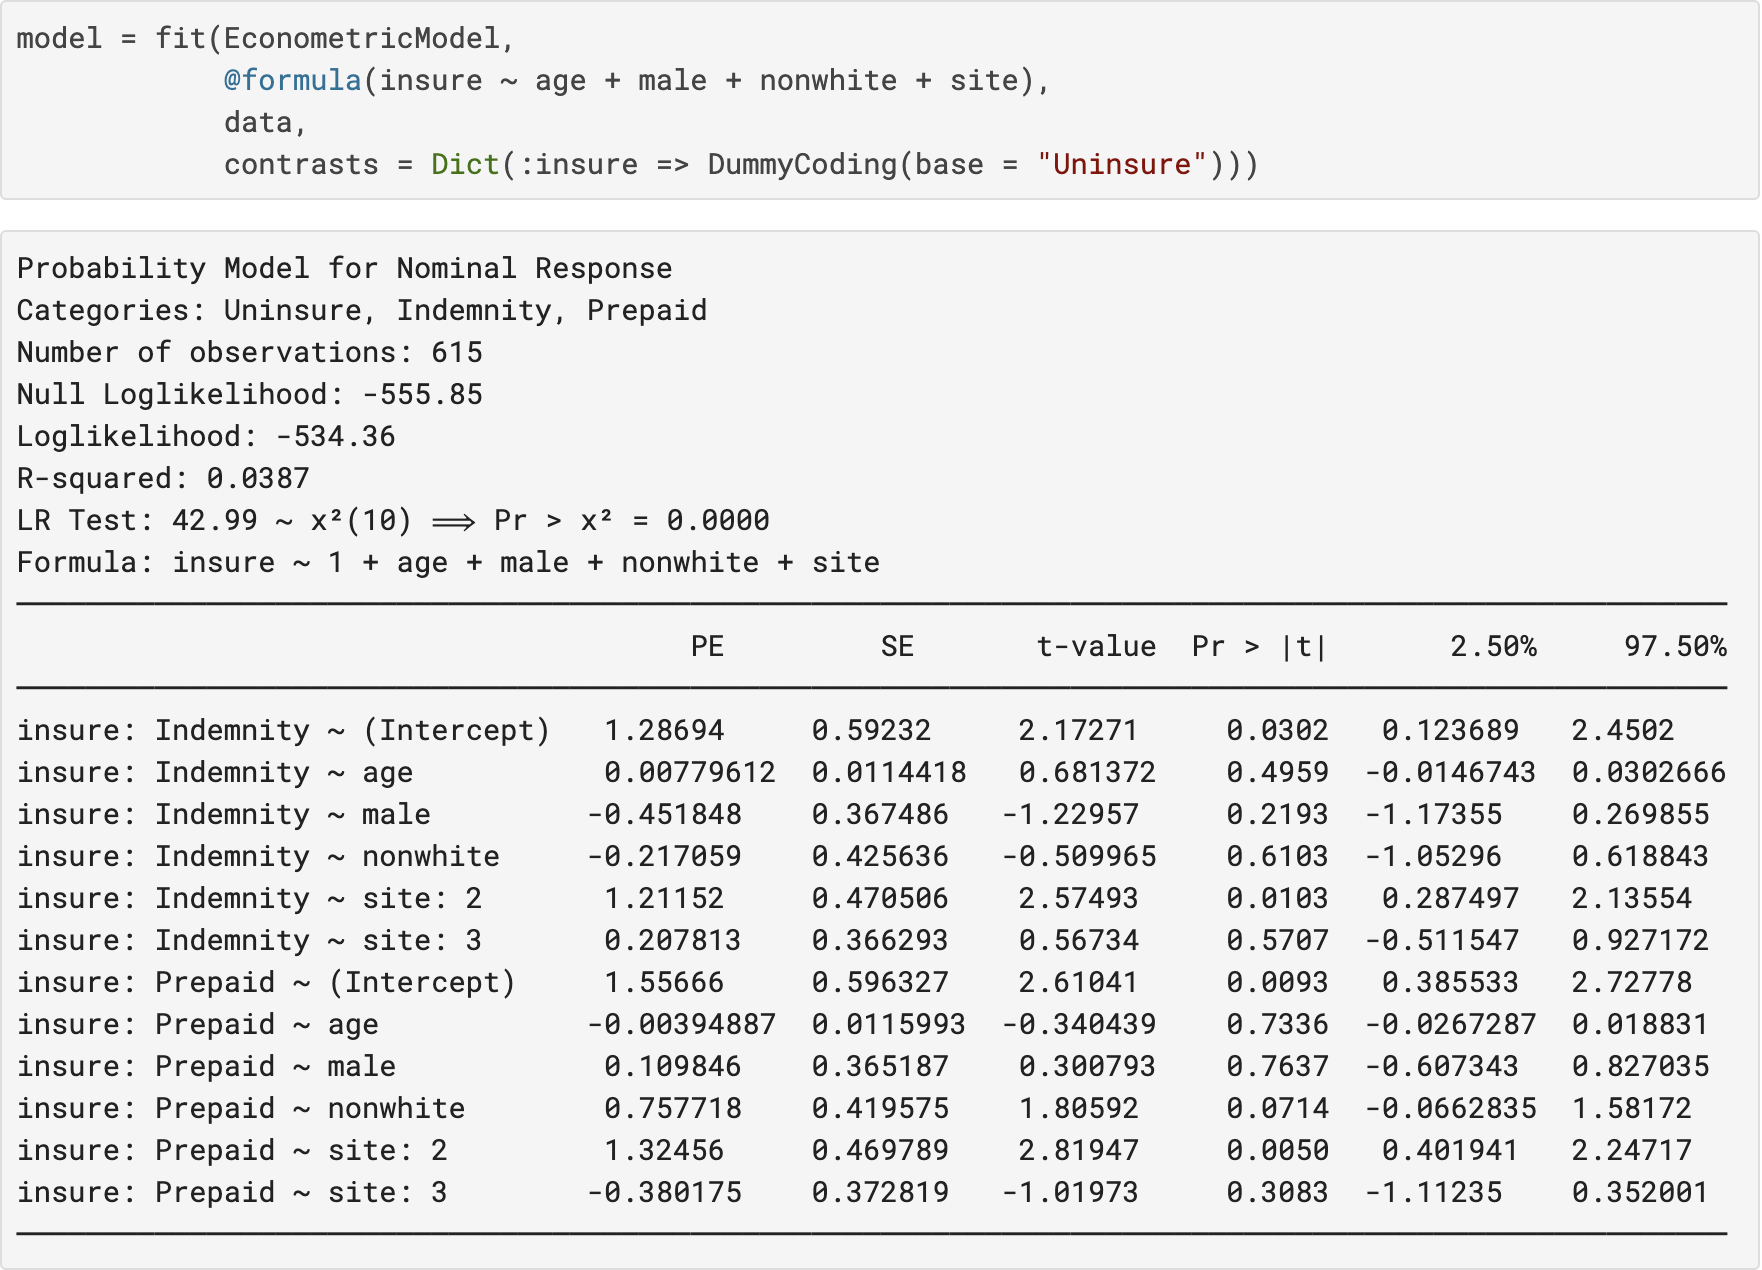 model = fit(EconometricModel,
            @formula(insure ~ age + male + nonwhite + site),
            data,
            contrasts = Dict(:insure => DummyCoding(base = "Uninsure")))
Probability Model for Nominal Response
Categories: Uninsure, Indemnity, Prepaid
Number of observations: 615
Null Loglikelihood: -555.85
Loglikelihood: -534.36
R-squared: 0.0387
LR Test: 42.99 ~ χ²(10) ⟹ Pr > χ² = 0.0000
Formula: insure ~ 1 + age + male + nonwhite + site
PE SE t-value Pr > |t| 2.50% 97.50%
insure: Indemnity ~ (Intercept) 1.28694 0.59232 2.17271 0.0302 0.123689 2.4502
insure: Indemnity ~ age 0.00779612 0.0114418 0.681372 0.4959 -0.0146743 0.0302666
insure: Indemnity ~ male -0.451848 0.367486 -1.22957 0.2193 -1.17355 0.269855
insure: Indemnity ~ nonwhite -0.217059 0.425636 -0.509965 0.6103 -1.05296 0.618843
insure: Indemnity ~ site: 2 1.21152 0.470506 2.57493 0.0103 0.287497 2.13554
insure: Indemnity ~ site: 3 0.207813 0.366293 0.56734 0.5707 -0.511547 0.927172
insure: Prepaid ~ (Intercept) 1.55666 0.596327 2.61041 0.0093 0.385533 2.72778
insure: Prepaid ~ age -0.00394887 0.0115993 -0.340439 0.7336 -0.0267287 0.018831
insure: Prepaid ~ male 0.109846 0.365187 0.300793 0.7637 -0.607343 0.827035
insure: Prepaid ~ nonwhite 0.757718 0.419575 1.80592 0.0714 -0.0662835 1.58172
insure: Prepaid ~ site: 2 1.32456 0.469789 2.81947 0.0050 0.401941 2.24717
insure: Prepaid ~ site: 3 -0.380175 0.372819 -1.01973 0.3083 -1.11235 0.352001